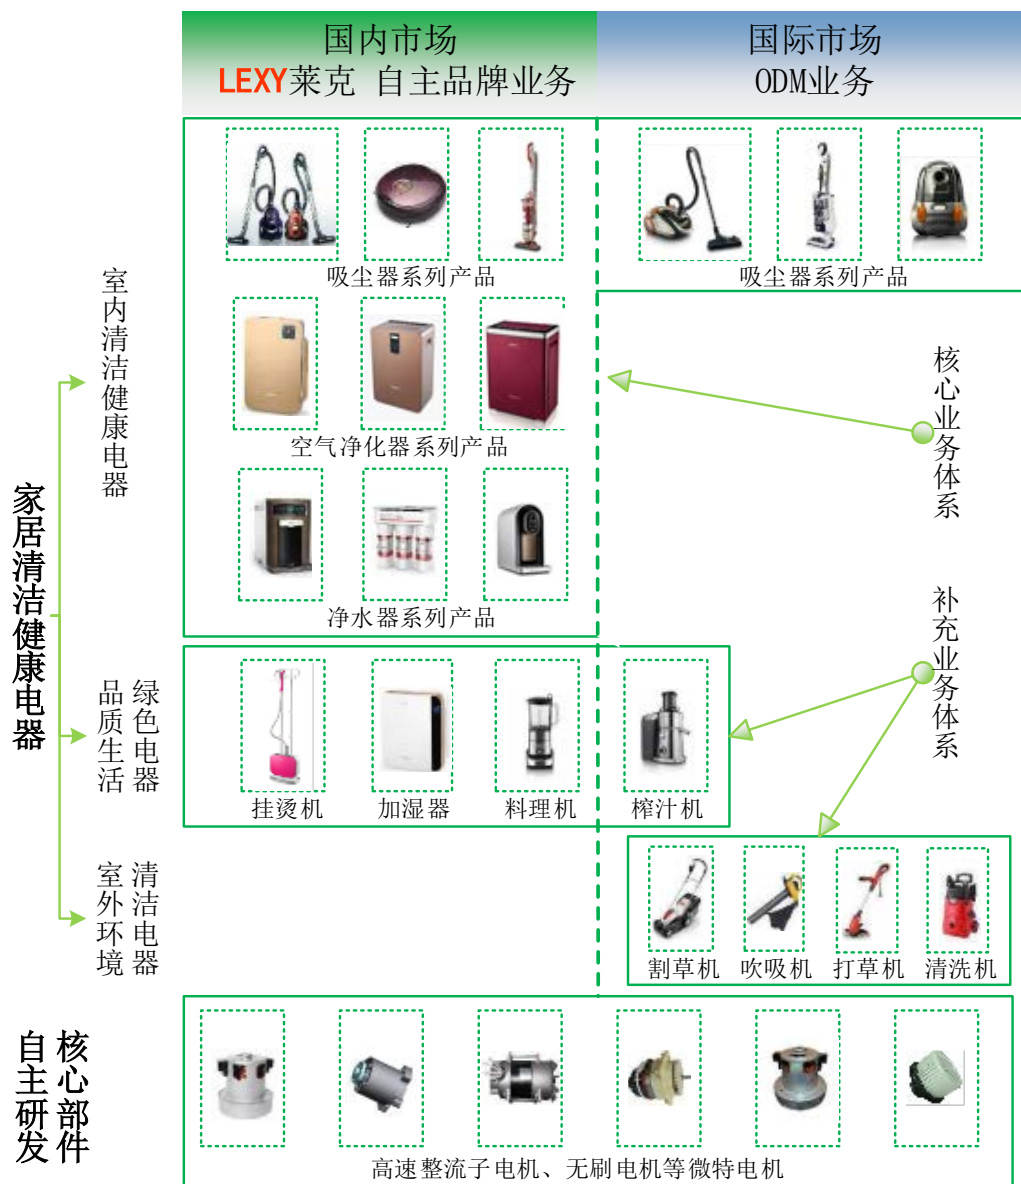 国内市场
LEXY莱克 自主品牌业务
国际市场
ODM业务
家居清洁健康电器
室内清洁健康电器
吸尘器系列产品
吸尘器系列产品
空气净化器系列产品
净水器系列产品
核心业务体系
补充业务体系
品质生活
绿色电器
挂烫机
加湿器
料理机
榨汁机
室外环境
清洁电器
割草机
吹吸机
打草机
清洗机
自主研发
核心部件
高速整流子电机、无刷电机等微特电机